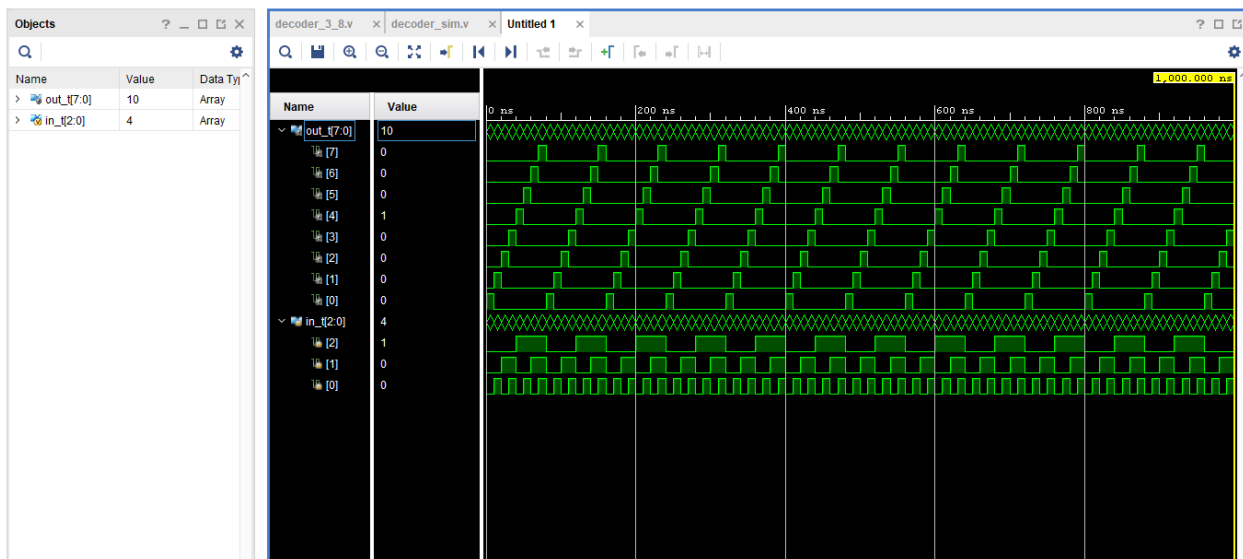 Objects
? _ □ X
Name Value Data Ty
> out_t[7:0] 10 Array
> in_t[2:0] 4 Array
decoder_3_8.v × decoder_sim.v × Untitled 1 ×
?
1,000.000 ns
Name Value
0 ns 200 ns 400 ns 600 ns 800 ns
out_t[7:0] 10
[7] 0
[6] 0
[5] 0
[4] 1
[3] 0
[2] 0
[1] 0
[0] 0
in_t[2:0] 4
[2] 1
[1] 0
[0] 0